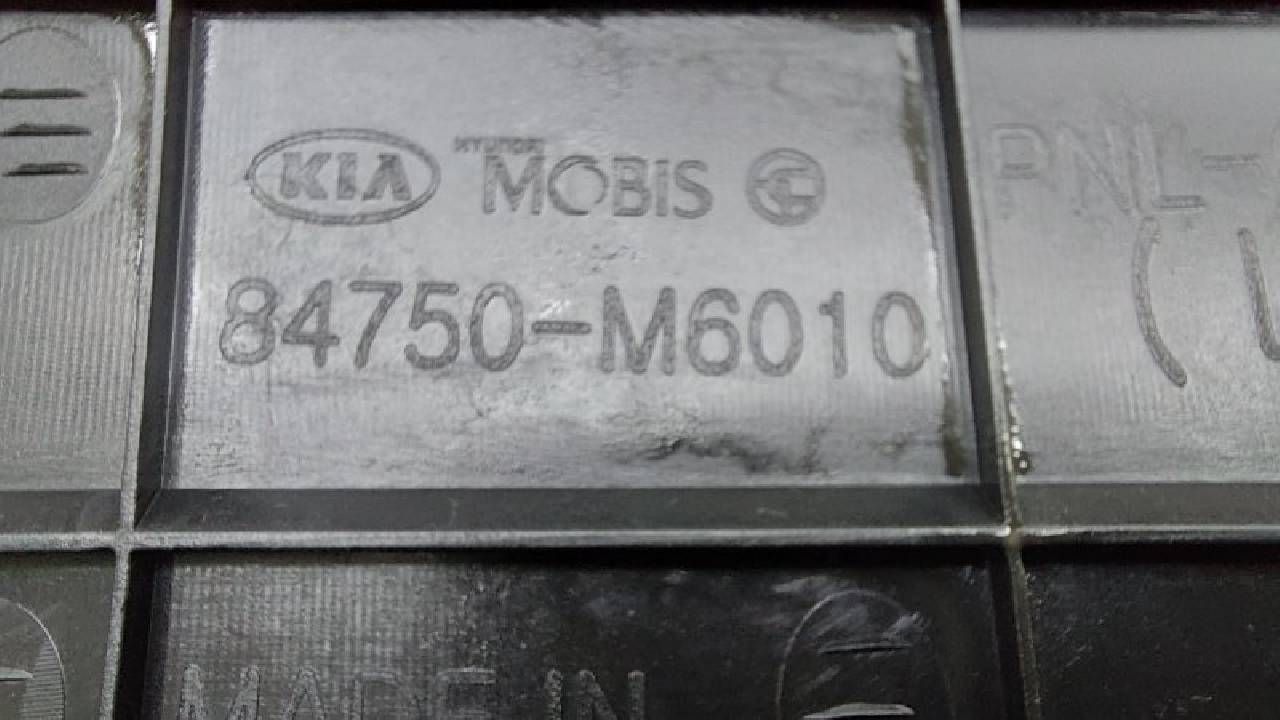 KIA HYUNDAI MOBIS
84750-M6010
PNL-
(
MADE IN